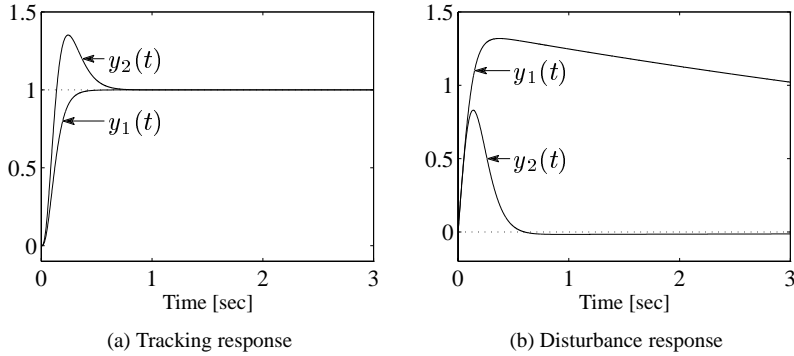 1.5
1
0.5
0
y₂(t)
y₁(t)
0 1 2 3
Time [sec]
(a) Tracking response
1.5
1
0.5
0
y₁(t)
y₂(t)
0 1 2 3
Time [sec]
(b) Disturbance response